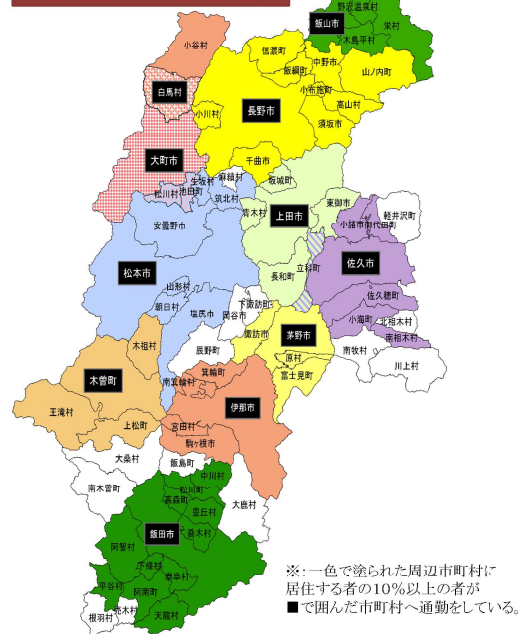 野沢温泉村
飯山市
栄村
木島平村
小谷村
信濃町
中野市
飯綱町
山ノ内町
白馬村
小布施町
小川村
長野市
高山村
須坂市
大町市
千曲市
生坂村
麻績村
坂城町
松川村
池田町
筑北村
青木村
上田市
東御市
軽井沢町
安曇野市
小諸市
御代田町
松本市
立科町
佐久市
長和町
山形村
佐久穂町
朝日村
下諏訪町
塩尻市
岡谷市
小海町
北相木村
諏訪市
茅野市
南相木村
木祖村
辰野町
原村
南牧村
川上村
木曽町
南箕輪村
箕輪町
富士見町
王滝村
伊那市
上松町
宮田村
駒ヶ根市
大桑村
飯島町
中川村
南木曽町
松川町
高森町
大鹿村
豊丘村
飯田市
喬木村
阿智村
下條村
泰阜村
平谷村
阿南町
売木村
根羽村
天龍村
※:一色で塗られた周辺市町村に
居住する者の10%以上の者が
■で囲んだ市町村へ通勤をしている。